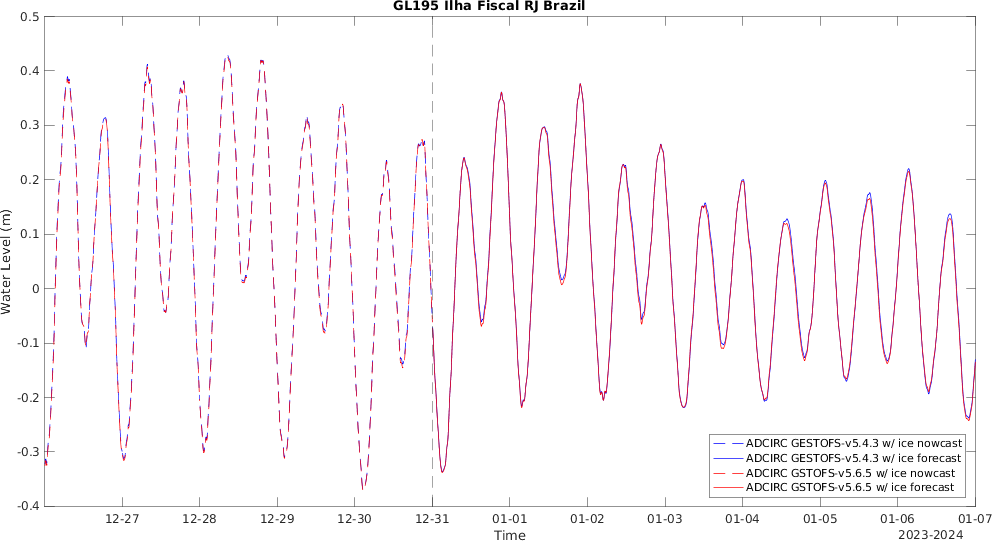 GL195 Ilha Fiscal RJ Brazil
0.5
0.4
0.3
0.2
0.1
0
-0.1
-0.2
-0.3
-0.4
Water Level (m)
ADCIRC GESTOFS-v5.4.3 w/ ice nowcast
ADCIRC GESTOFS-v5.4.3 w/ ice forecast
ADCIRC GSTOFS-v5.6.5 w/ ice nowcast
ADCIRC GSTOFS-v5.6.5 w/ ice forecast
12-27 12-28 12-29 12-30 12-31 01-01 01-02 01-03 01-04 01-05 01-06 01-07
Time
2023-2024